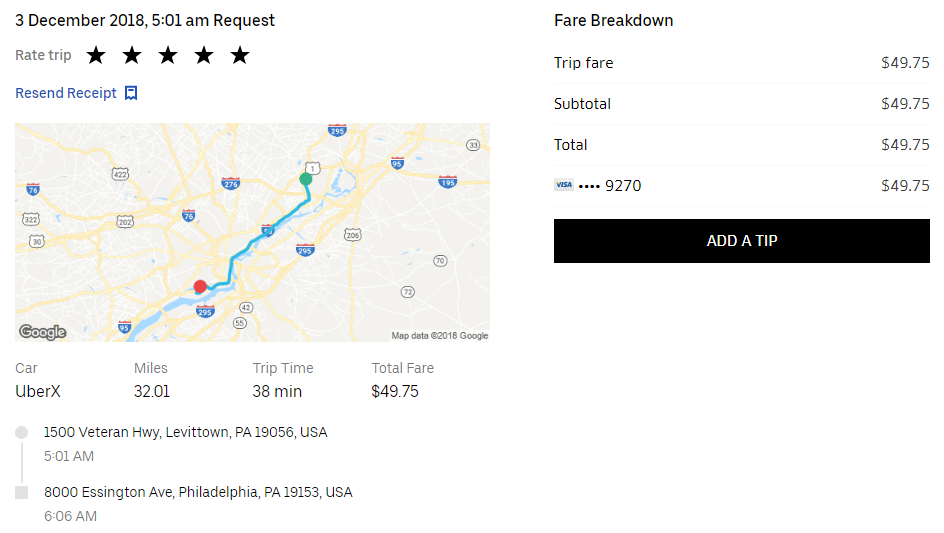 3 December 2018, 5:01 am Request
Rate trip
Resend Receipt
295
33
1
95
422
276
195
76
76
322
202
206
30
295
70
72
42
295
55
95
Google
Map data ©2018 Google
Car Miles Trip Time Total Fare
UberX 32.01 38 min $49.75
1500 Veteran Hwy, Levittown, PA 19056, USA
5:01 AM
8000 Essington Ave, Philadelphia, PA 19153, USA
6:06 AM
Fare Breakdown
Trip fare $49.75
Subtotal $49.75
Total $49.75
VISA •••• 9270 $49.75
ADD A TIP